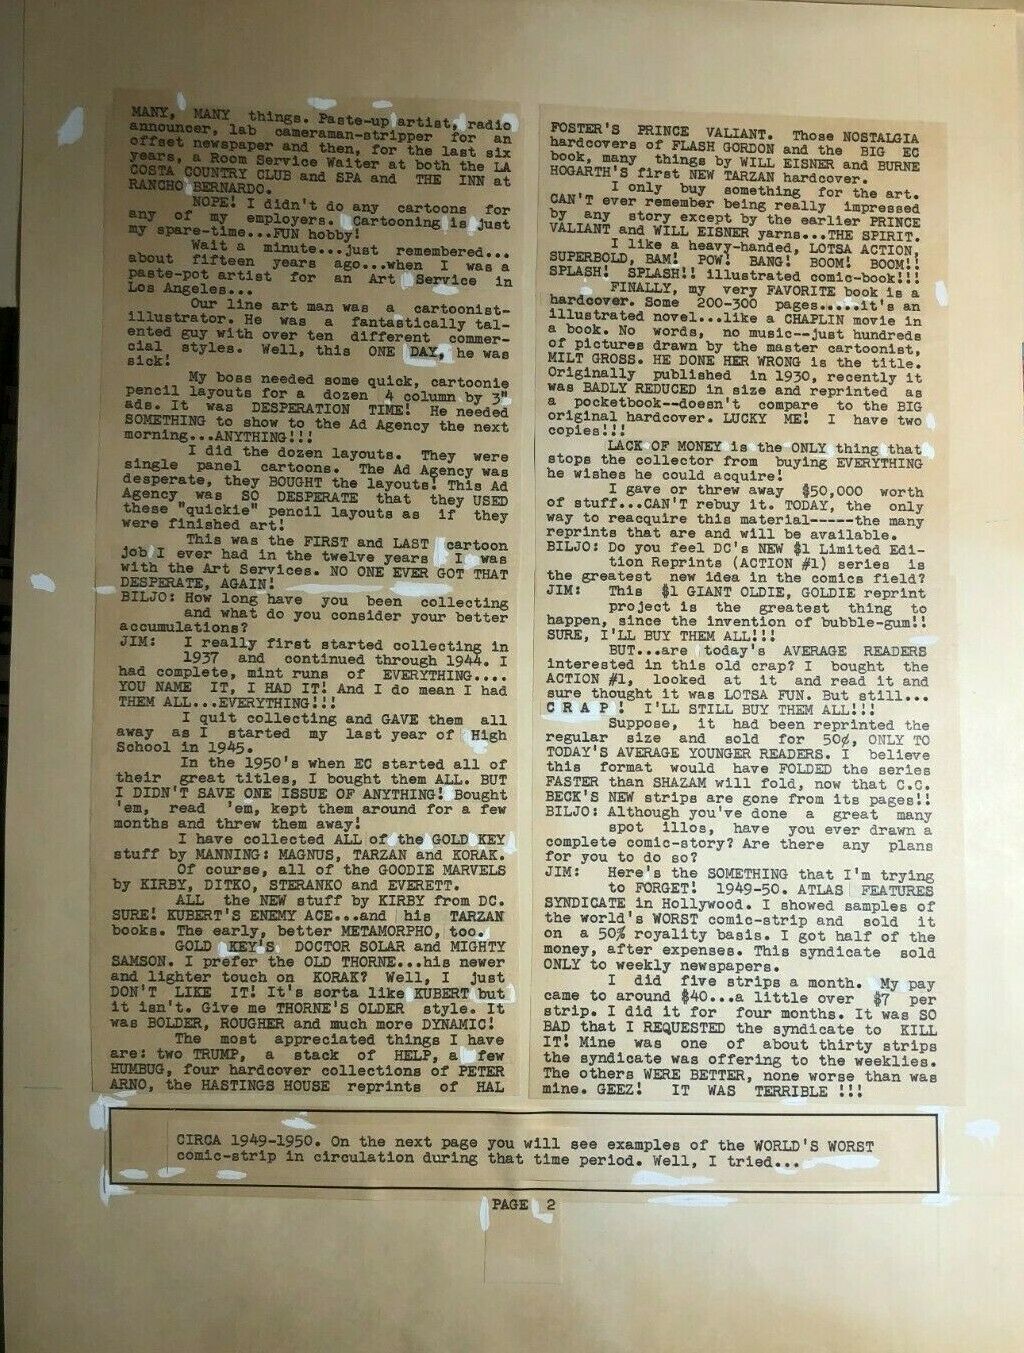 MANY, MANY things. Paste-up artist, radio
announcer, lab cameraman-stripper for an
offset newspaper and then, for the last six
years, a Room Service Waiter at both the LA
COSTA COUNTRY CLUB and SPA and THE INN at
RANCHO BERNARDO.
NOPE! I didn't do any cartoons for
any of my employers. Cartooning is just
my spare-time...FUN hobby!
Wait a minute...just remembered...
about fifteen years ago...when I was a
paste-pot artist for an Art Service in
Los Angeles...
Our line art man was a cartoonist-
illustrator. He was a fantastically tal-
ented guy with over ten different commer-
cial styles. Well, this ONE DAY, he was
sick!
My boss needed some quick, cartoonie
pencil layouts for a dozen 4 column by 3"
ads. It was DESPERATION TIME! He needed
SOMETHING to show to the Ad Agency the next
morning...ANYTHING!!!
I did the dozen layouts. They were
single panel cartoons. The Ad Agency was
desperate, they BOUGHT the layouts! This Ad
Agency was SO DESPERATE that they USED
these "quickie" pencil layouts as if they
were finished art!
This was the FIRST and LAST cartoon
job I ever had in the twelve years I was
with the Art Services. NO ONE EVER GOT THAT
DESPERATE, AGAIN!
BILJO: How long have you been collecting
and what do you consider your better
accumulations?
JIM: I really first started collecting in
1937 and continued through 1944. I
had complete, mint runs of EVERYTHING....
YOU NAME IT, I HAD IT! And I do mean I had
THEM ALL...EVERYTHING!!!
I quit collecting and GAVE them all
away as I started my last year of High
School in 1945.
In the 1950's when EC started all of
their great titles, I bought them ALL. BUT
I DIDN'T SAVE ONE ISSUE OF ANYTHING! Bought
'em, read 'em, kept them around for a few
months and threw them away!
I have collected ALL of the GOLD KEY
stuff by MANNING: MAGNUS, TARZAN and KORAK.
Of course, all of the GOODIE MARVELS
by KIRBY, DITKO, STERANKO and EVERETT.
ALL the NEW stuff by KIRBY from DC.
SURE! KUBERT'S ENEMY ACE...and his TARZAN
books. The early, better METAMORPHO, too.
GOLD KEY'S DOCTOR SOLAR and MIGHTY
SAMSON. I prefer the OLD THORNE...his newer
and lighter touch on KORAK? Well, I just
DON'T LIKE IT! It's sorta like KUBERT but
it isn't. Give me THORNE'S OLDER style. It
was BOLDER, ROUGHER and much more DYNAMIC!
The most appreciated things I have
are: two TRUMP, a stack of HELP, a few
HUMBUG, four hardcover collections of PETER
ARNO, the HASTINGS HOUSE reprints of HAL
FOSTER'S PRINCE VALIANT. Those NOSTALGIA
hardcovers of FLASH GORDON and the BIG EC
book, many things by WILL EISNER and BURNE
HOGARTH'S first NEW TARZAN hardcover.
I only buy something for the art.
CAN'T ever remember being really impressed
by any story except by the earlier PRINCE
VALIANT and WILL EISNER yarns...THE SPIRIT.
I like a heavy-handed, LOTSA ACTION,
SUPERBOLD, BAM! POW! BANG! BOOM! BOOM!!
SPLASH! SPLASH!! illustrated comic-book!!!
FINALLY, my very FAVORITE book is a
hardcover. Some 200-300 pages.....it's an
illustrated novel...like a CHAPLIN movie in
a book. No words, no music--just hundreds
of pictures drawn by the master cartoonist,
MILT GROSS. HE DONE HER WRONG is the title.
Originally published in 1930, recently it
was BADLY REDUCED in size and reprinted as
a pocketbook--doesn't compare to the BIG
original hardcover. LUCKY ME! I have two
copies!!!
LACK OF MONEY is the ONLY thing that
stops the collector from buying EVERYTHING
he wishes he could acquire!
I gave or threw away $50,000 worth
of stuff...CAN'T rebuy it. TODAY, the only
way to reacquire this material-----the many
reprints that are and will be available.
BILJO: Do you feel DC's NEW $1 Limited Edi-
tion Reprints (ACTION #1) series is
the greatest new idea in the comics field?
JIM: This $1 GIANT OLDIE, GOLDIE reprint
project is the greatest thing to
happen, since the invention of bubble-gum!!
SURE, I'LL BUY THEM ALL!!!
BUT...are today's AVERAGE READERS
interested in this old crap? I bought the
ACTION #1, looked at it and read it and
sure thought it was LOTSA FUN. But still...
C R A P ! I'LL STILL BUY THEM ALL!!!
Suppose, it had been reprinted the
regular size and sold for 50¢, ONLY TO
TODAY'S AVERAGE YOUNGER READERS. I believe
this format would have FOLDED the series
FASTER than SHAZAM will fold, now that C.C.
BECK'S NEW strips are gone from its pages!!
BILJO: Although you've done a great many
spot illos, have you ever drawn a
complete comic-story? Are there any plans
for you to do so?
JIM: Here's the SOMETHING that I'm trying
to FORGET! 1949-50. ATLAS FEATURES
SYNDICATE in Hollywood. I showed samples of
the world's WORST comic-strip and sold it
on a 50% royality basis. I got half of the
money, after expenses. This syndicate sold
ONLY to weekly newspapers.
I did five strips a month. My pay
came to around $40...a little over $7 per
strip. I did it for four months. It was SO
BAD that I REQUESTED the syndicate to KILL
IT! Mine was one of about thirty strips
the syndicate was offering to the weeklies.
The others WERE BETTER, none worse than was
mine. GEEZ! IT WAS TERRIBLE !!!
CIRCA 1949-1950. On the next page you will see examples of the WORLD'S WORST
comic-strip in circulation during that time period. Well, I tried...
PAGE 2